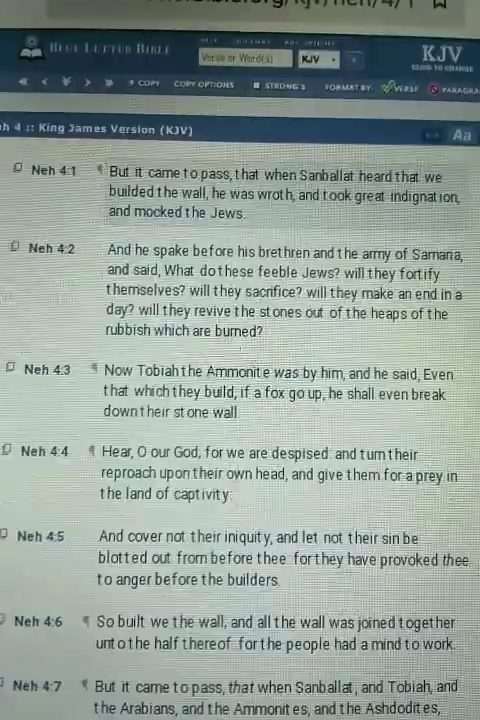 BLUE LETTER BIBLE
Verse or Word(s)
KJV
KJV
CLICK TO CHANGE
COPY
COPY OPTIONS
STRONG'S
FORMAT BY
VERSE
PARAGRA
h 4 :: King James Version (KJV)
Aa
Neh 4:1 ¶ But it came to pass, that when Sanballat heard that we
builded the wall, he was wroth, and took great indignation,
and mocked the Jews.
Neh 4:2 And he spake before his brethren and the army of Samaria,
and said, What do these feeble Jews? will they fortify
themselves? will they sacrifice? will they make an end in a
day? will they revive the stones out of the heaps of the
rubbish which are burned?
Neh 4:3 ¶ Now Tobiah the Ammonite was by him, and he said, Even
that which they build, if a fox go up, he shall even break
down their stone wall.
Neh 4:4 ¶ Hear, O our God; for we are despised: and turn their
reproach upon their own head, and give them for a prey in
the land of captivity:
Neh 4:5 And cover not their iniquity, and let not their sin be
blotted out from before thee: for they have provoked thee
to anger before the builders.
Neh 4:6 ¶ So built we the wall; and all the wall was joined together
unto the half thereof: for the people had a mind to work.
Neh 4:7 ¶ But it came to pass, that when Sanballat, and Tobiah, and
the Arabians, and the Ammonites, and the Ashdodites,